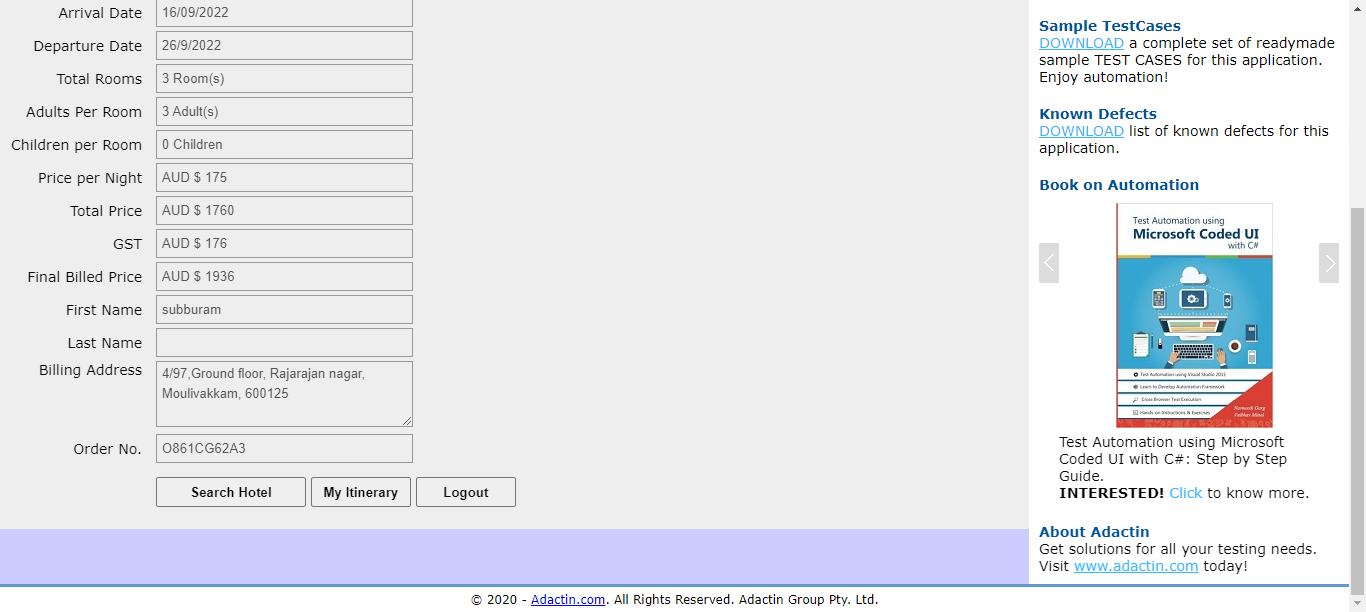 Arrival Date 16/09/2022
Departure Date 26/9/2022
Total Rooms 3 Room(s)
Adults Per Room 3 Adult(s)
Children per Room 0 Children
Price per Night AUD $ 175
Total Price AUD $ 1760
GST AUD $ 176
Final Billed Price AUD $ 1936
First Name subburam
Last Name
Billing Address 4/97,Ground floor, Rajarajan nagar,
Moulivakkam, 600125
Order No. O861CG62A3
Search Hotel My Itinerary Logout
Sample TestCases
DOWNLOAD a complete set of readymade
sample TEST CASES for this application.
Enjoy automation!
Known Defects
DOWNLOAD list of known defects for this
application.
Book on Automation
Test Automation using
Microsoft Coded UI
with C#
Test Automation using Visual Studio 2015
Learn to Develop Automation Framework
Cross Browser Test Execution
Hands-on Instructions & Exercises
Narmadi Garg
Vaibhav Mittal
Test Automation using Microsoft
Coded UI with C#: Step by Step
Guide.
INTERESTED! Click to know more.
About Adactin
Get solutions for all your testing needs.
Visit www.adactin.com today!
© 2020 - Adactin.com. All Rights Reserved. Adactin Group Pty. Ltd.